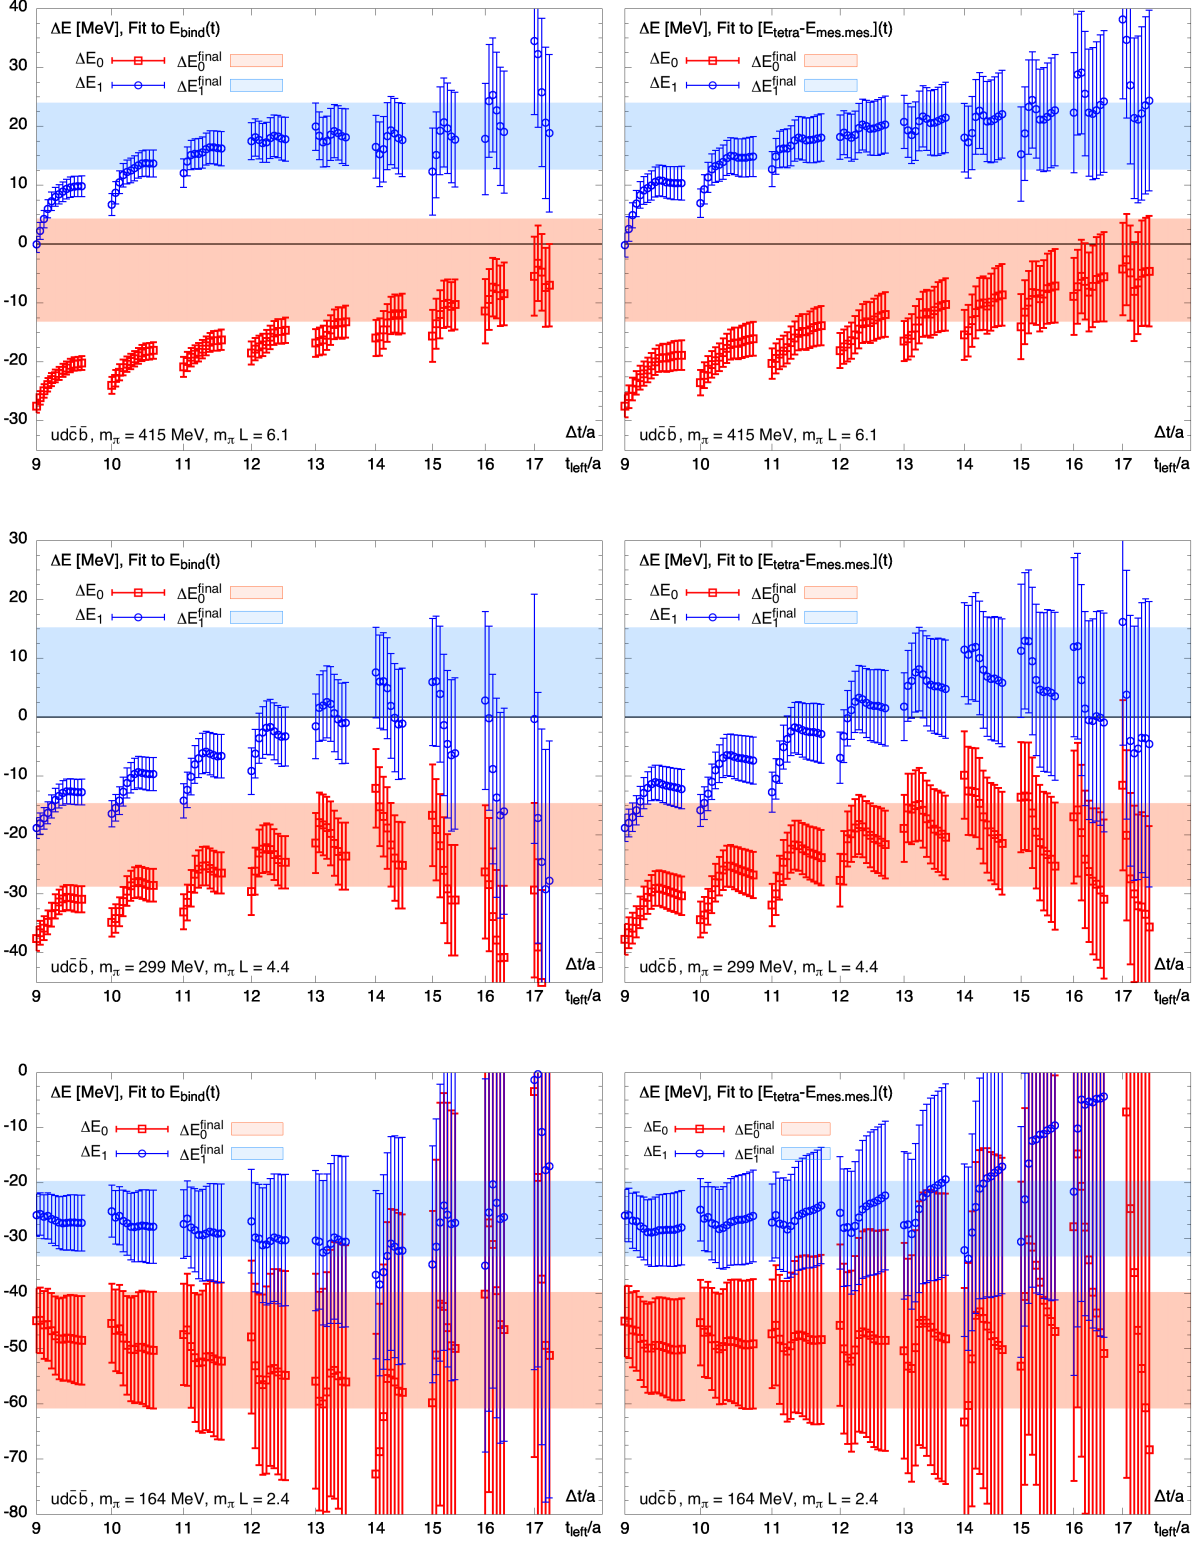 40
30
20
10
0
-10
-20
-30
ΔE [MeV], Fit to E_bind(t)
ΔE_0 ΔE_0^final
ΔE_1 ΔE_1^final
ud c̄ b̄ , m_π = 415 MeV, m_π L = 6.1
Δt/a
9 10 11 12 13 14 15 16 17 t_left/a
ΔE [MeV], Fit to [E_tetra-E_mes.mes.](t)
ΔE_0 ΔE_0^final
ΔE_1 ΔE_1^final
ud c̄ b̄ , m_π = 415 MeV, m_π L = 6.1
Δt/a
9 10 11 12 13 14 15 16 17 t_left/a
30
20
10
0
-10
-20
-30
-40
ΔE [MeV], Fit to E_bind(t)
ΔE_0 ΔE_0^final
ΔE_1 ΔE_1^final
ud c̄ b̄ , m_π = 299 MeV, m_π L = 4.4
Δt/a
9 10 11 12 13 14 15 16 17 t_left/a
ΔE [MeV], Fit to [E_tetra-E_mes.mes.](t)
ΔE_0 ΔE_0^final
ΔE_1 ΔE_1^final
ud c̄ b̄ , m_π = 299 MeV, m_π L = 4.4
Δt/a
9 10 11 12 13 14 15 16 17 t_left/a
0
-10
-20
-30
-40
-50
-60
-70
-80
ΔE [MeV], Fit to E_bind(t)
ΔE_0 ΔE_0^final
ΔE_1 ΔE_1^final
ud c̄ b̄ , m_π = 164 MeV, m_π L = 2.4
Δt/a
9 10 11 12 13 14 15 16 17 t_left/a
ΔE [MeV], Fit to [E_tetra-E_mes.mes.](t)
ΔE_0 ΔE_0^final
ΔE_1 ΔE_1^final
ud c̄ b̄ , m_π = 164 MeV, m_π L = 2.4
Δt/a
9 10 11 12 13 14 15 16 17 t_left/a